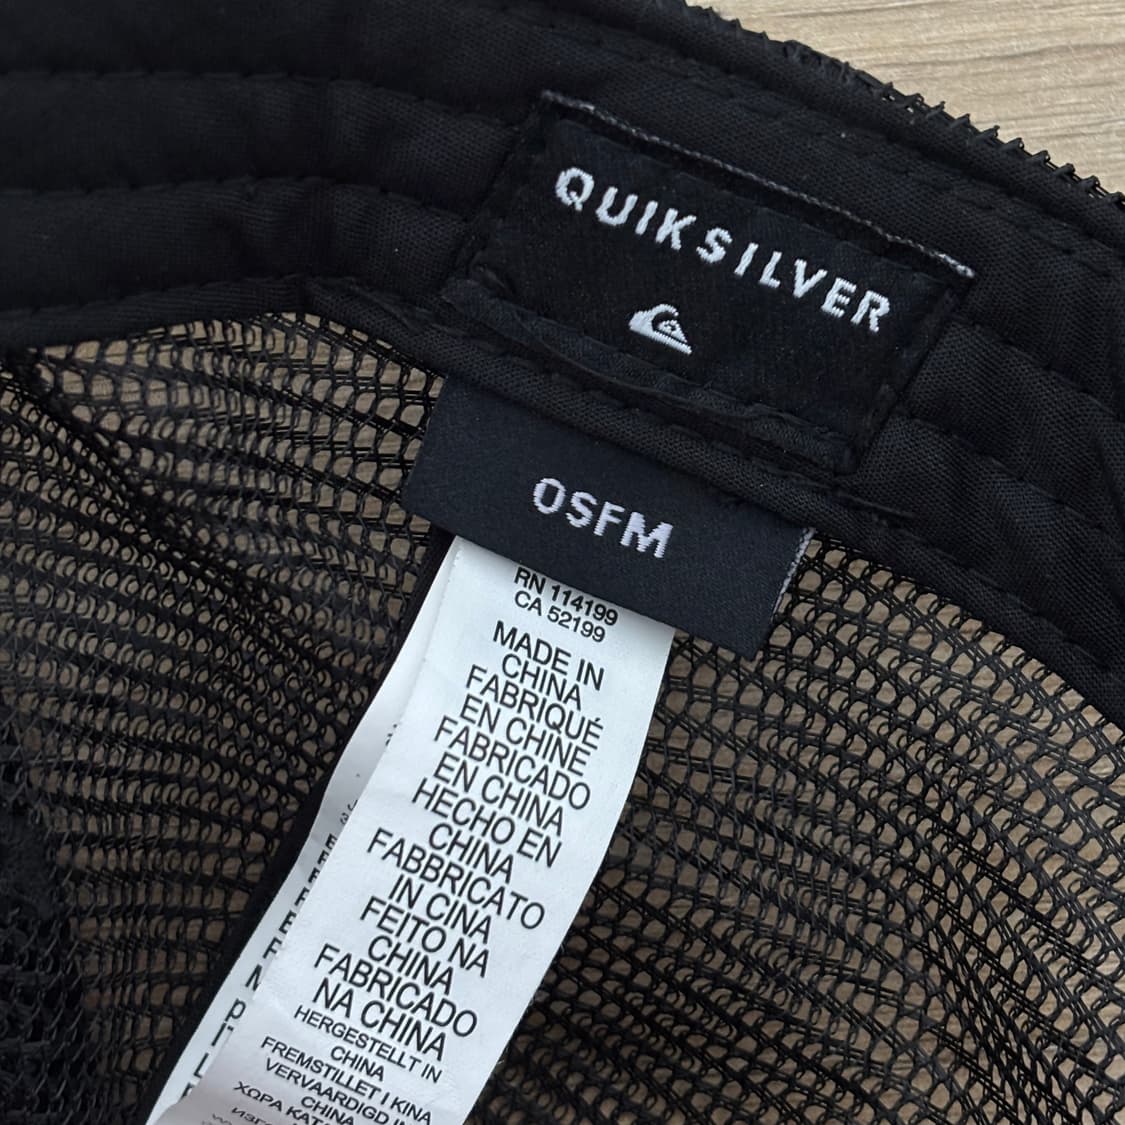 QUIKSILVER
OSFM
RN 114199
CA 52199
MADE IN
CHINA
FABRIQUÉ
EN CHINE
FABRICADO
EN CHINA
HECHO EN
CHINA
FABBRICATO
IN CINA
FEITO NA
CHINA
FABRICADO
NA CHINA
HERGESTELLT IN
CHINA
FREMSTILLET I KINA
VERVAARDIGD IN
CHINA
ΧΩΡΑ